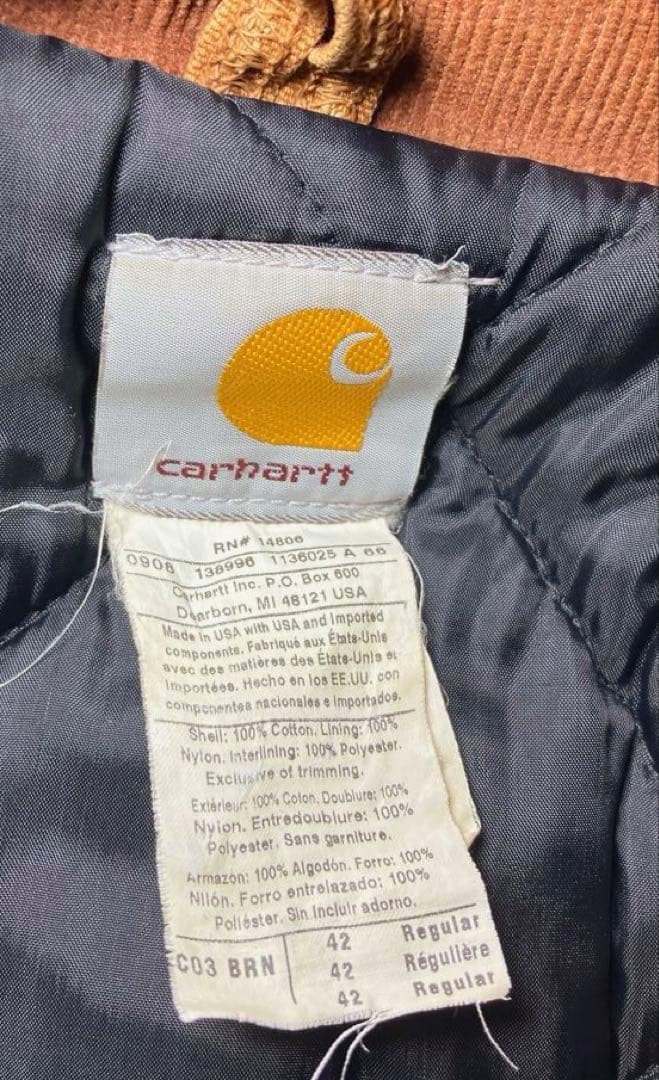 carhartt
RN# 14806
0908 138996 1136025 A 66
Carhartt Inc. P.O. Box 600
Dearborn, MI 48121 USA
Made in USA with USA and Imported
components. Fabriqué aux États-Unis
avec des matières des États-Unis et
Importées. Hecho en los EE.UU. con
componentes nacionales e Importados.
Shell: 100% Cotton. Lining: 100%
Nylon. Interlining: 100% Polyester.
Exclusive of trimming.
Extérieur: 100% Coton. Doublure: 100%
Nylon. Entredoublure: 100%
Polyester. Sans garniture.
Armazón: 100% Algodón. Forro: 100%
Nilón. Forro entrelazado: 100%
Poliéster. Sin Incluir adorno.
42 Regular
C03 BRN 42 Régulière
42 Regular